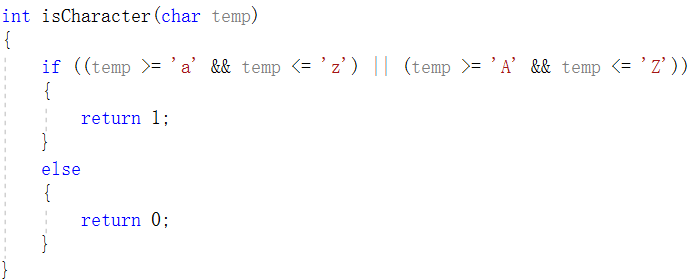 int isCharacter(char temp)
{
    if ((temp >= 'a' && temp <= 'z') || (temp >= 'A' && temp <= 'Z'))
    {
        return 1;
    }
    else
    {
        return 0;
    }
}